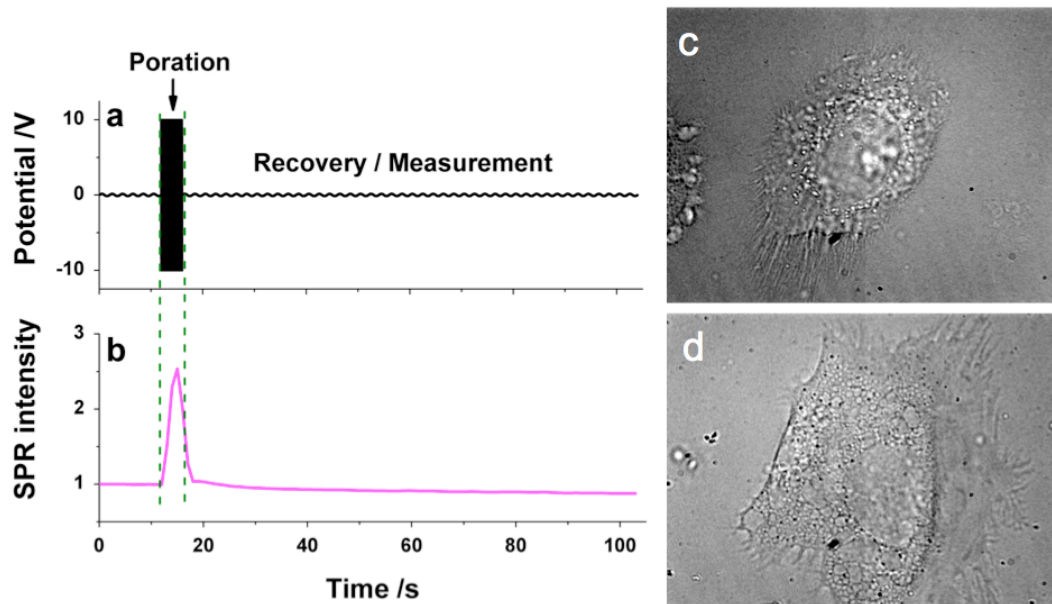 Poration
a
Potential /V
10
0
-10
Recovery / Measurement
b
SPR intensity
3
2
1
0
20
40
60
80
100
Time /s
c
d